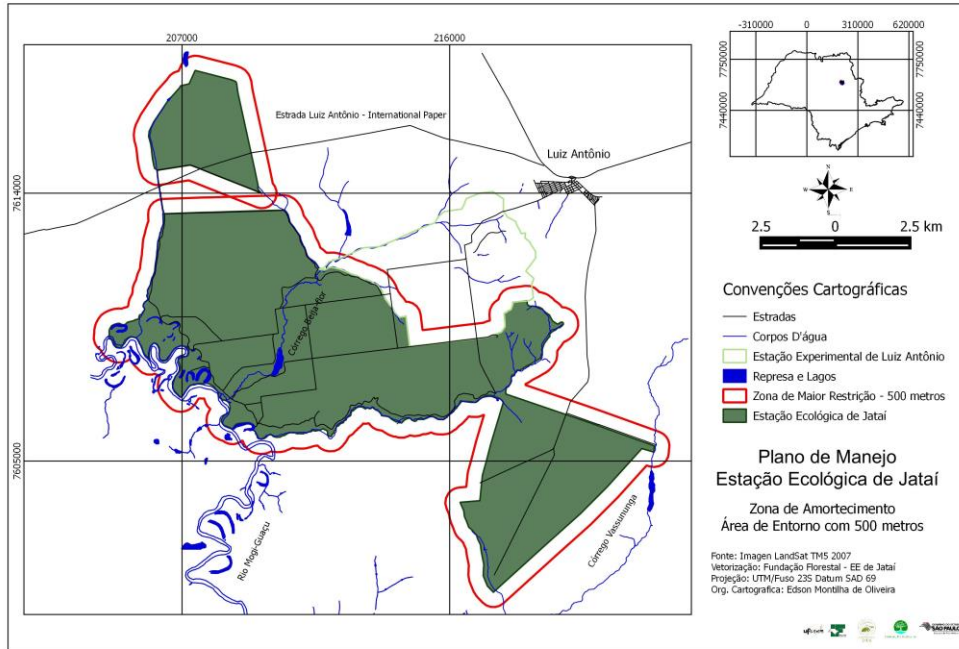 207000
216000
7614000
7605000
Estrada Luiz Antônio - International Paper
Luiz Antônio
Córrego Beija-flor
Rio Mogi-Guaçu
Córrego Vassununga
-310000 0 310000 620000
7750000
7440000
7750000
7440000
N
W E
S
2.5 0 2.5 km
Convenções Cartográficas
Estradas
Corpos D'água
Estação Experimental de Luiz Antônio
Represa e Lagos
Zona de Maior Restrição - 500 metros
Estação Ecológica de Jataí
Plano de Manejo
Estação Ecológica de Jataí
Zona de Amortecimento
Área de Entorno com 500 metros
Fonte: Imagen LandSat TM5 2007
Vetorização: Fundação Florestal - EE de Jataí
Projeção: UTM/Fuso 23S Datum SAD 69
Org. Cartografica: Edson Montilha de Oliveira
SÃO PAULO